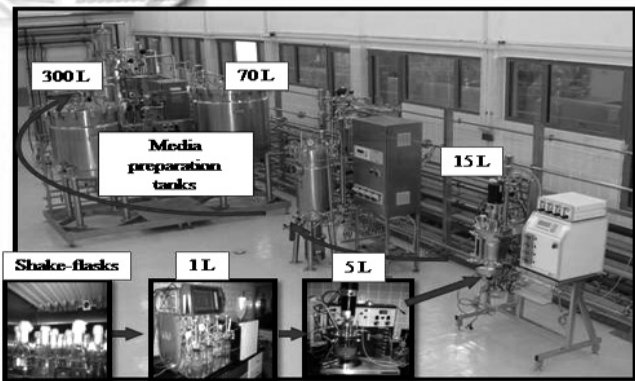 300 L
70 L
Media
preparation
tanks
15 L
Shake-flasks
1 L
5 L